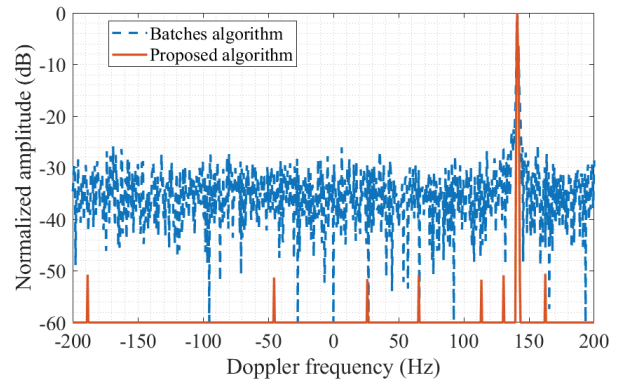 Batches algorithm
Proposed algorithm
Normalized amplitude (dB)
0
-10
-20
-30
-40
-50
-60
-200 -150 -100 -50 0 50 100 150 200
Doppler frequency (Hz)